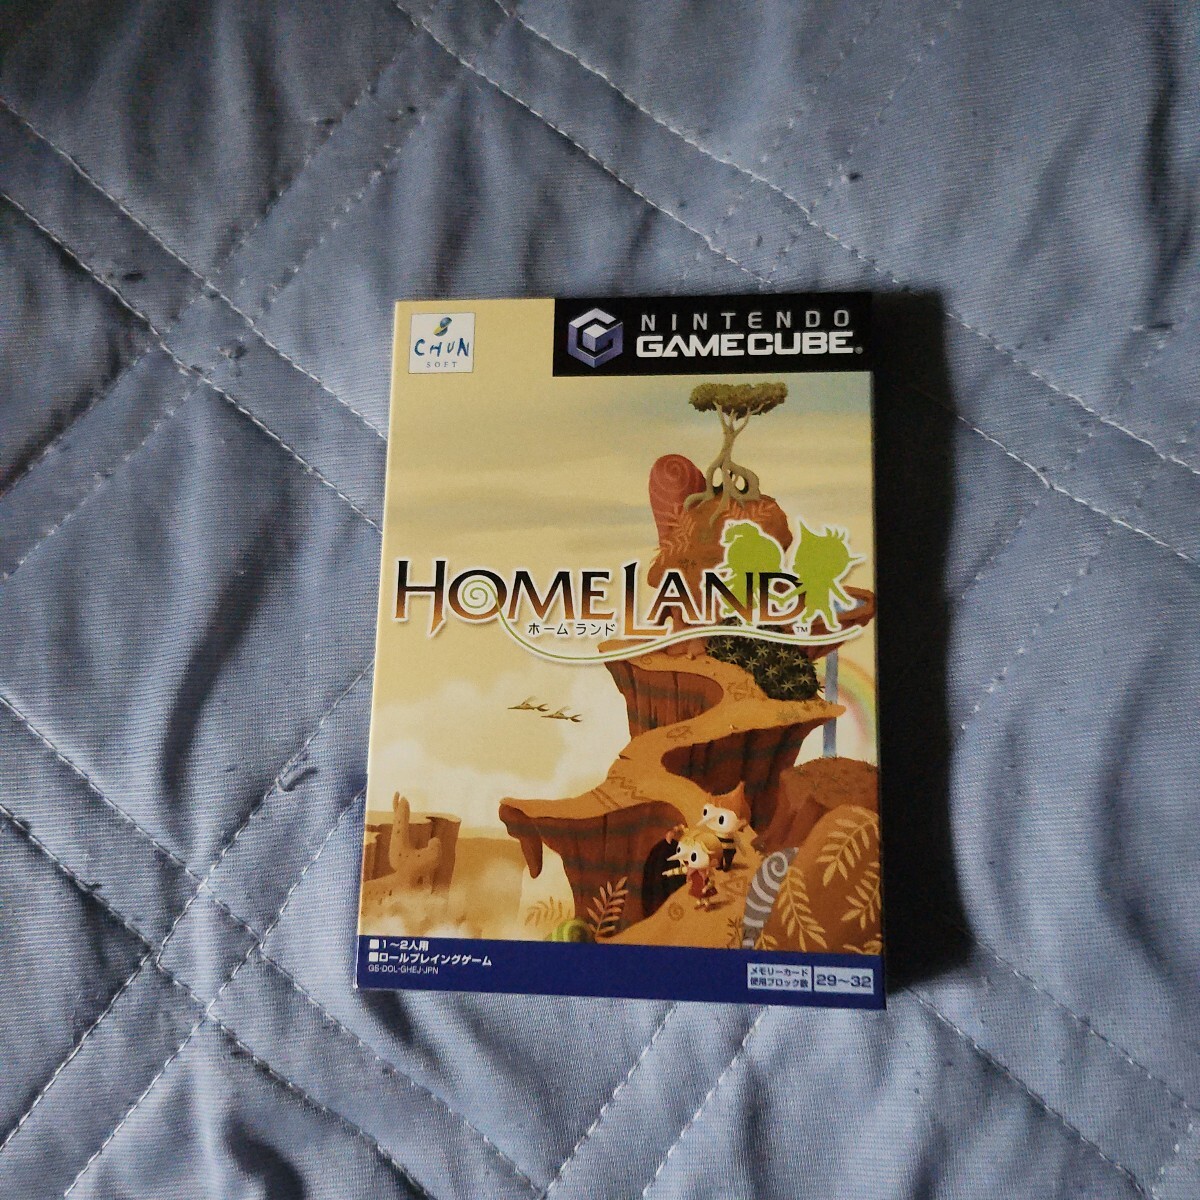 CHUN
SOFT
NINTENDO
GAMECUBE®
HOMELAND™
ホームランド
■1〜2人用
■ロールプレイングゲーム
GS-DOL-GHEJ-JPN
メモリーカード
使用ブロック数
29〜32